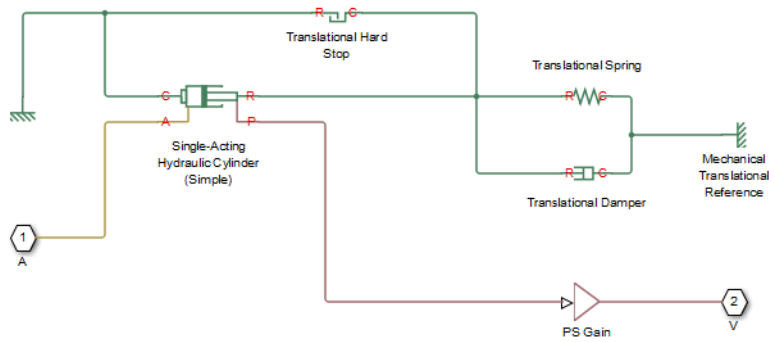 R C
Translational Hard
Stop
Translational Spring
C R
R C
A P
Single-Acting
Hydraulic Cylinder
(Simple)
Mechanical
Translational
Reference
R C
Translational Damper
1
A
2
V
PS Gain